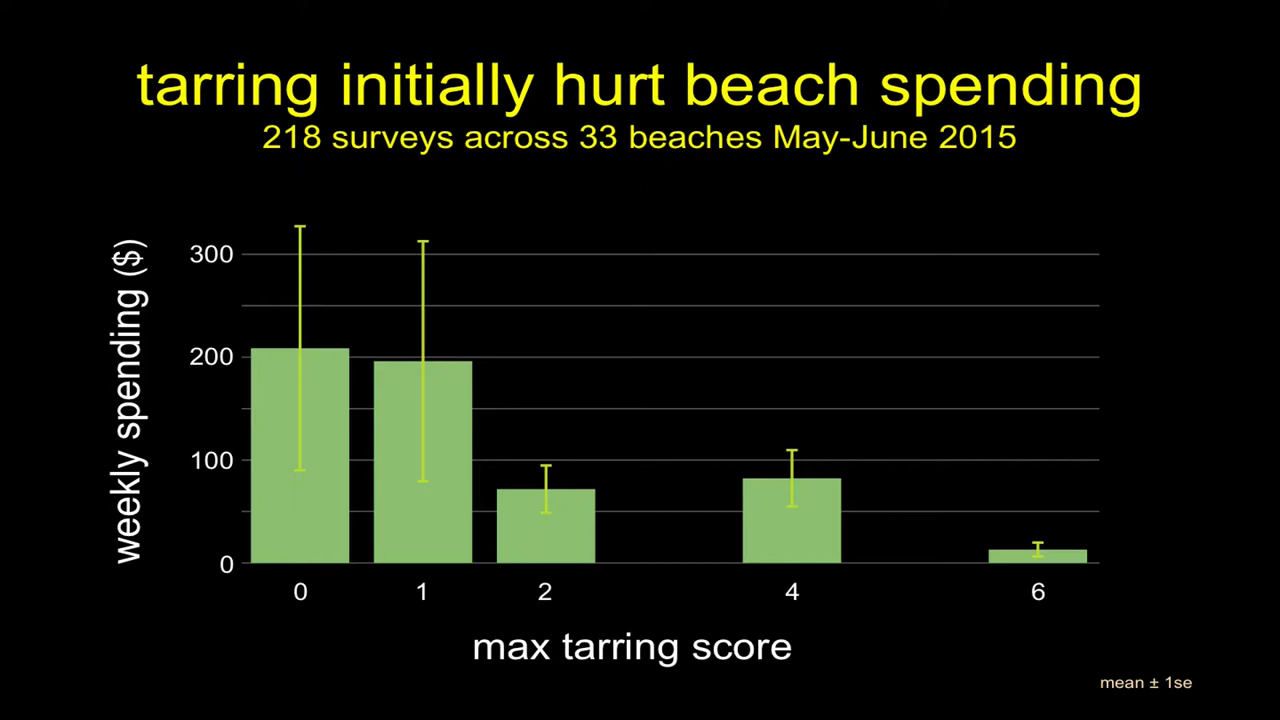 tarring initially hurt beach spending
218 surveys across 33 beaches May-June 2015
weekly spending ($)
300
200
100
0
0 1 2 4 6
max tarring score
mean ± 1se